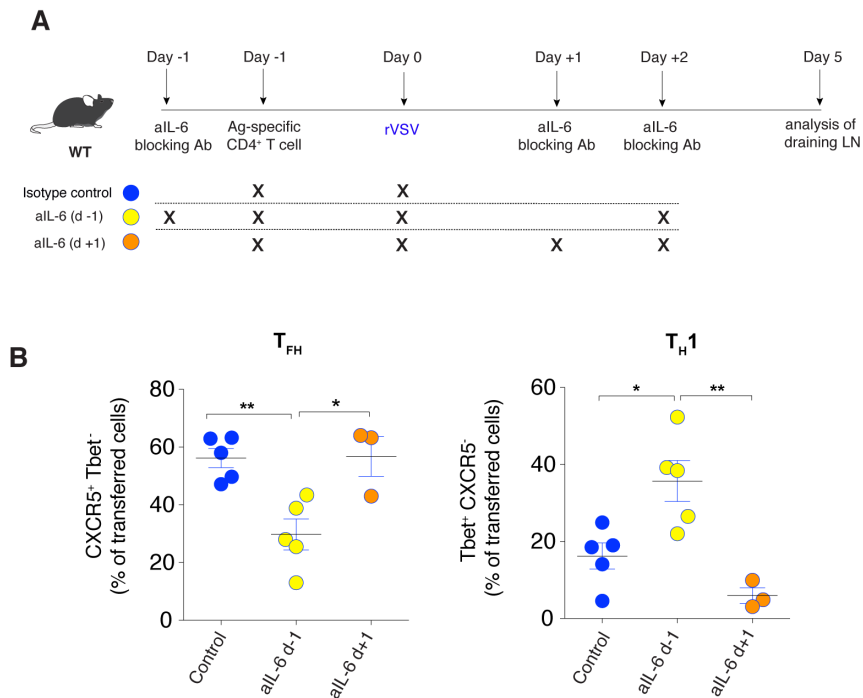 A
Day -1 Day -1 Day 0 Day +1 Day +2 Day 5
WT
aIL-6 blocking Ab
Ag-specific CD4⁺ T cell
rVSV
aIL-6 blocking Ab
aIL-6 blocking Ab
analysis of draining LN
Isotype control X X
aIL-6 (d -1) X X X X
aIL-6 (d +1) X X X X
B
T_FH
CXCR5⁺ Tbet⁻
(% of transferred cells)
80
60
40
20
0
** *
Control
aIL-6 d-1
aIL-6 d+1
T_H1
Tbet⁺ CXCR5⁻
(% of transferred cells)
60
40
20
0
* **
Control
aIL-6 d-1
aIL-6 d+1